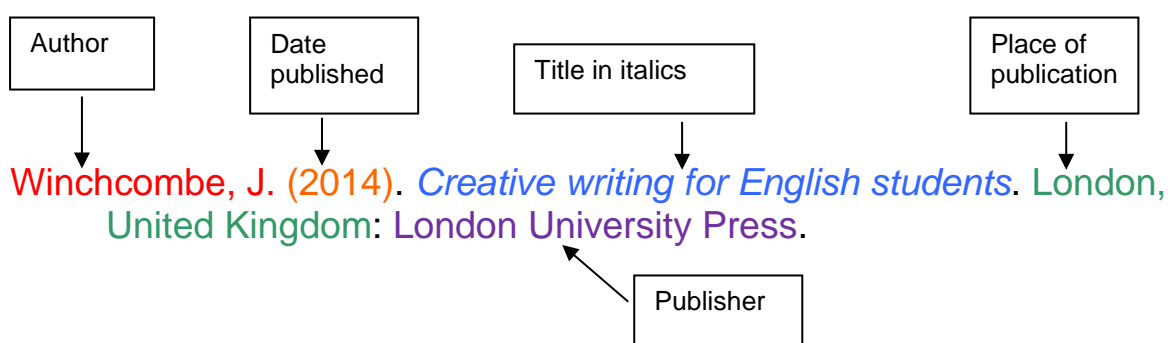 Author
Date
published
Title in italics
Place of
publication
Winchcombe, J. (2014). Creative writing for English students. London,
United Kingdom: London University Press.
Publisher